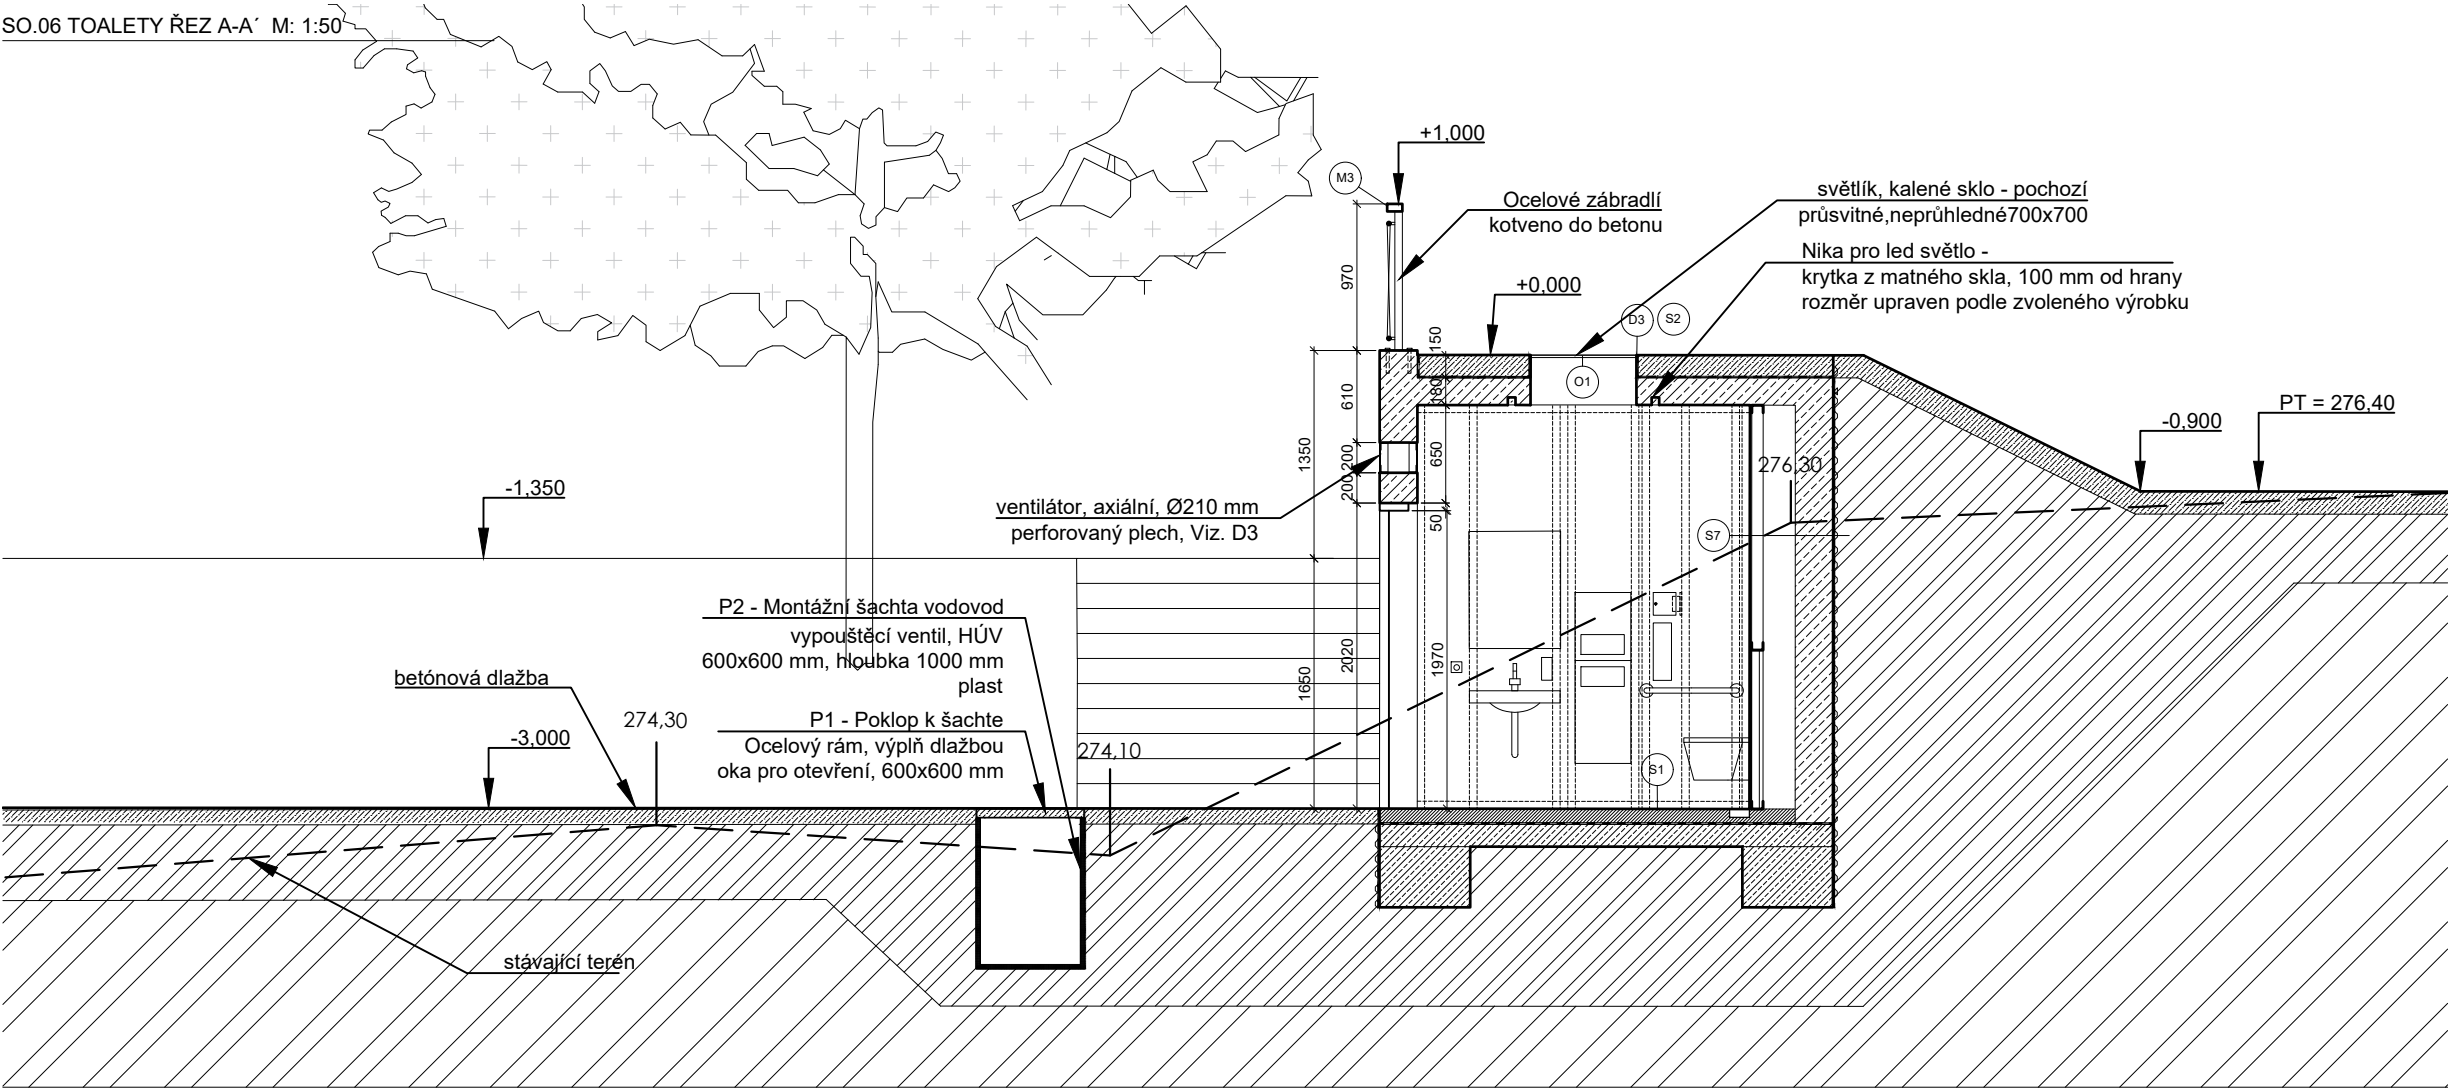 SO.06 TOALETY ŘEZ A-A´ M: 1:50
+1,000
M3
Ocelové zábradlí
kotveno do betonu
světlík, kalené sklo - pochozí
průsvitné,neprůhledné700x700
Nika pro led světlo -
krytka z matného skla, 100 mm od hrany
rozměr upraven podle zvoleného výrobku
+0,000
D3
S2
O1
970
150
180
610
1350
200
200
650
50
PT = 276,40
-0,900
276,30
-1,350
ventilátor, axiální, Ø210 mm
perforovaný plech, Viz. D3
S7
P2 - Montážní šachta vodovod
vypouštěcí ventil, HÚV
600x600 mm, hloubka 1000 mm
plast
1650
2020
1970
betónová dlažba
274,30
P1 - Poklop k šachte
Ocelový rám, výplň dlažbou
oka pro otevření, 600x600 mm
-3,000
274,10
S1
stávající terén